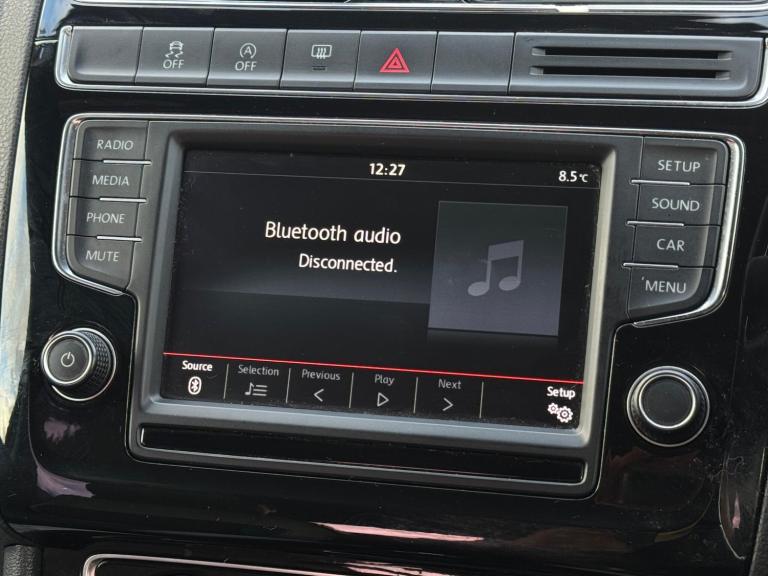 OFF
A
OFF
RADIO
MEDIA
PHONE
MUTE
12:27
8.5°C
Bluetooth audio
Disconnected.
Source
Selection
Previous
Play
Next
Setup
SETUP
SOUND
CAR
MENU